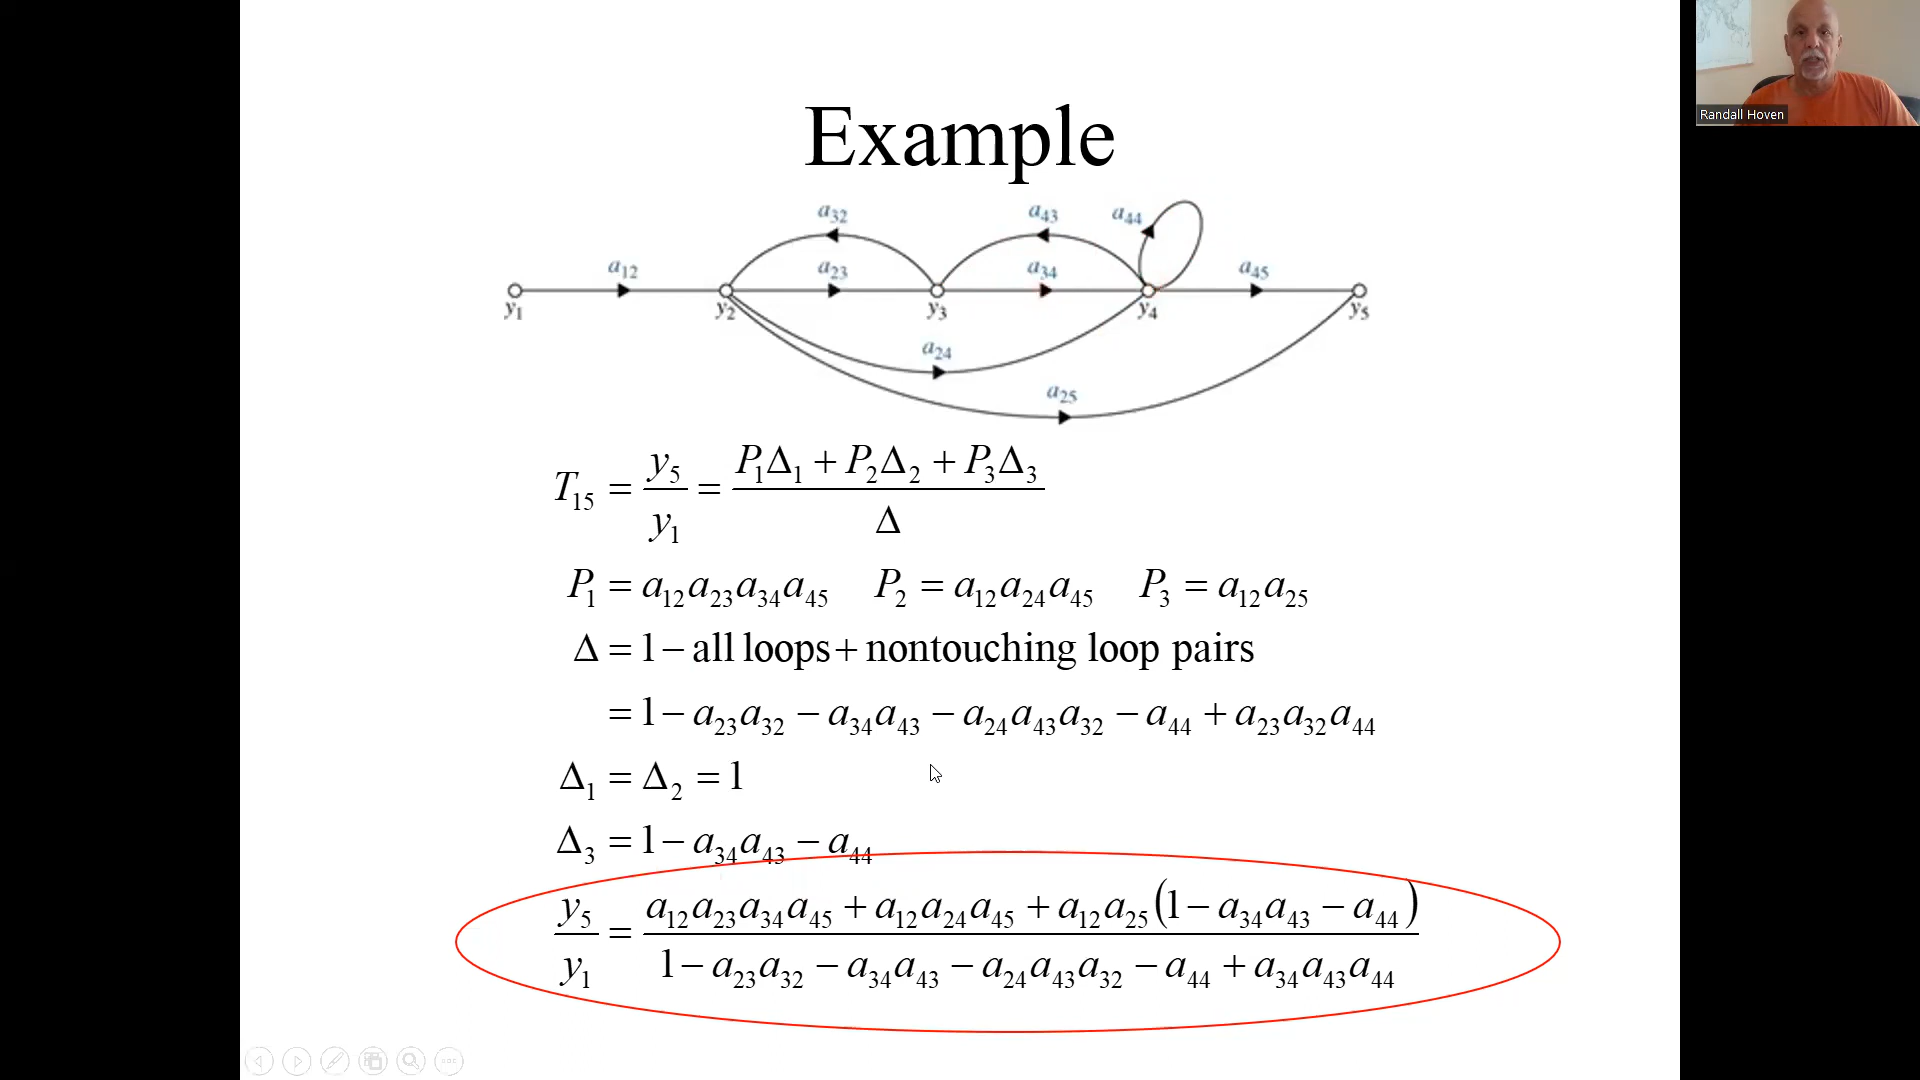 Randall Hoven
Example
a32 a43 a44
a12 a23 a34 a45
y1 y2 y3 y4 y5
a24
a25
T15 = y5/y1 = (P1Δ1 + P2Δ2 + P3Δ3)/Δ
P1 = a12a23a34a45 P2 = a12a24a45 P3 = a12a25
Δ = 1 − all loops + nontouching loop pairs
= 1 − a23a32 − a34a43 − a24a43a32 − a44 + a23a32a44
Δ1 = Δ2 = 1
Δ3 = 1 − a34a43 − a44
y5/y1 = (a12a23a34a45 + a12a24a45 + a12a25(1 − a34a43 − a44))/(1 − a23a32 − a34a43 − a24a43a32 − a44 + a34a43a44)